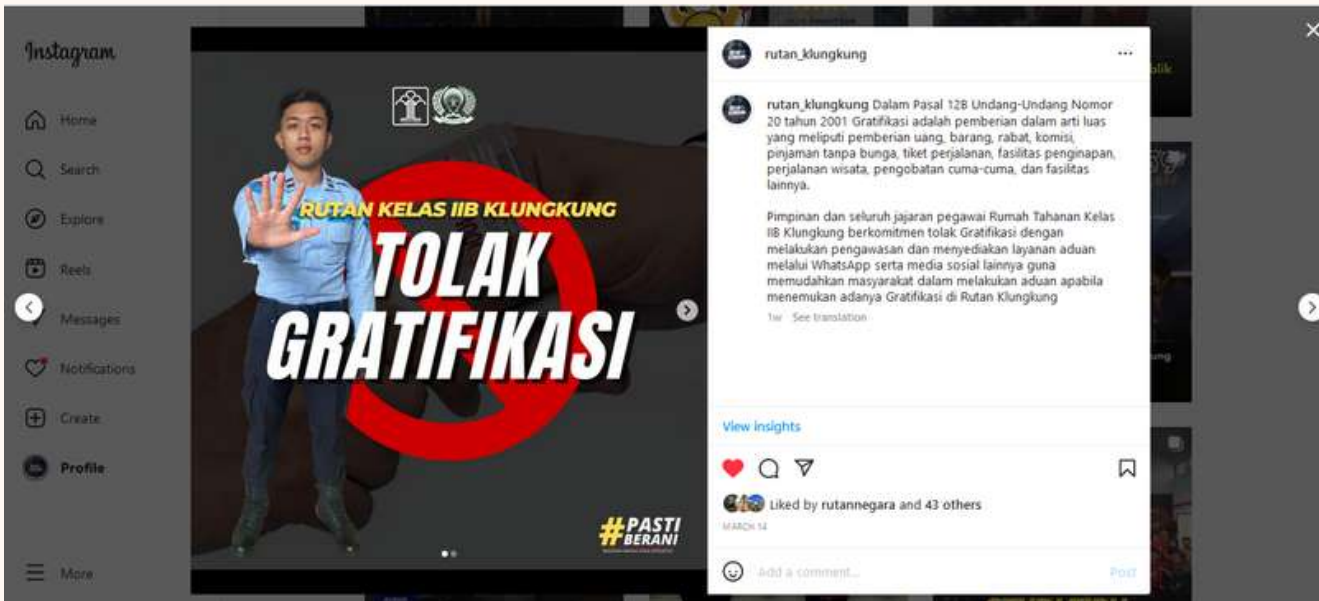 Instagram
Home
Search
Explore
Reels
Messages
Notifications
Create
Profile
More
RUTAN KELAS IIB KLUNGKUNG
TOLAK
GRATIFIKASI
#PASTI
BERANI
rutan_klungkung
rutan_klungkung Dalam Pasal 12B Undang-Undang Nomor
20 tahun 2001 Gratifikasi adalah pemberian dalam arti luas
yang meliputi pemberian uang, barang, rabat, komisi,
pinjaman tanpa bunga, tiket perjalanan, fasilitas penginapan,
perjalanan wisata, pengobatan cuma-cuma, dan fasilitas
lainnya.
Pimpinan dan seluruh jajaran pegawai Rumah Tahanan Kelas
IIB Klungkung berkomitmen tolak Gratifikasi dengan
melakukan pengawasan dan menyediakan layanan aduan
melalui WhatsApp serta media sosial lainnya guna
memudahkan masyarakat dalam melakukan aduan apabila
menemukan adanya Gratifikasi di Rutan Klungkung
1w See translation
View insights
Liked by rutannegara and 43 others
MARCH 14
Add a comment...
Post
blik
ung